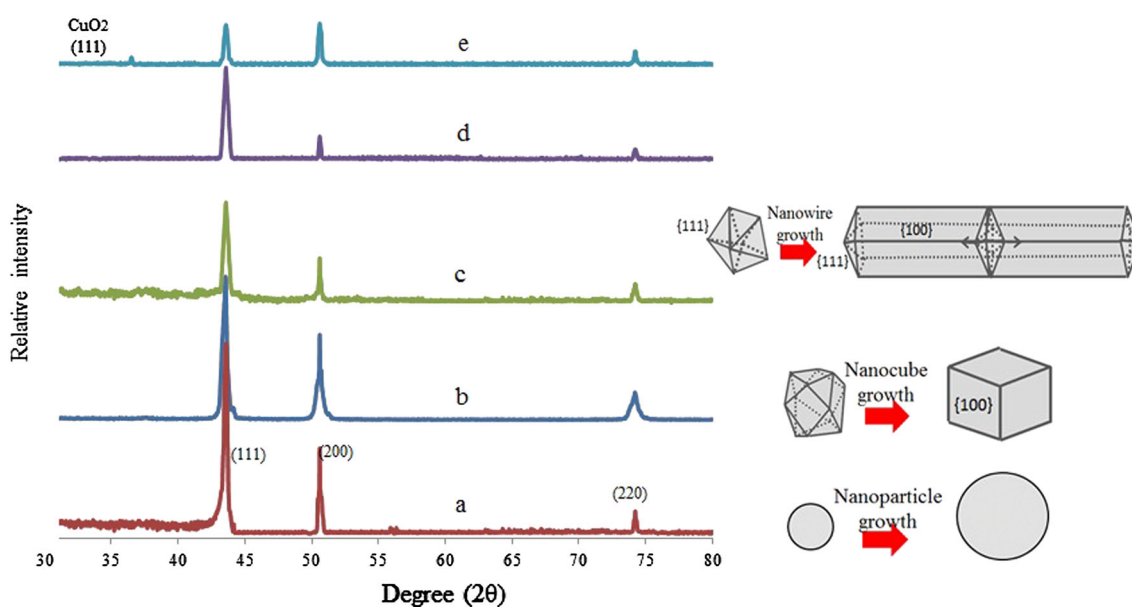 CuO2
(111)
e
d
c
b
a
(111)
(200)
(220)
Relative intensity
30 35 40 45 50 55 60 65 70 75 80
Degree (2θ)
{111}
Nanowire
growth
{100}
{111}
Nanocube
growth
{100}
Nanoparticle
growth